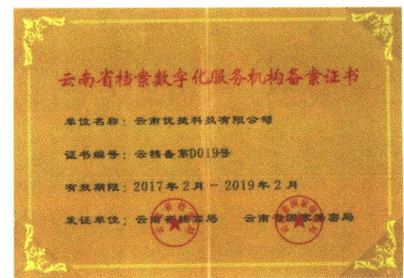 云南省档案数字化服务机构备案证书
单位名称：云南优捷科技有限公司
证书编号：云档备第D019号
有效期限：2017年2月－2019年2月
发证单位：云南省档案局 云南省国家保密局